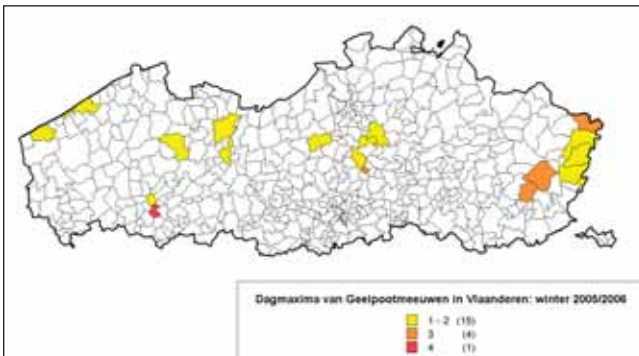 Dagmaxima van Geelpootmeeuwen in Vlaanderen: winter 2005/2006
1 - 2 (15)
3 (4)
4 (1)